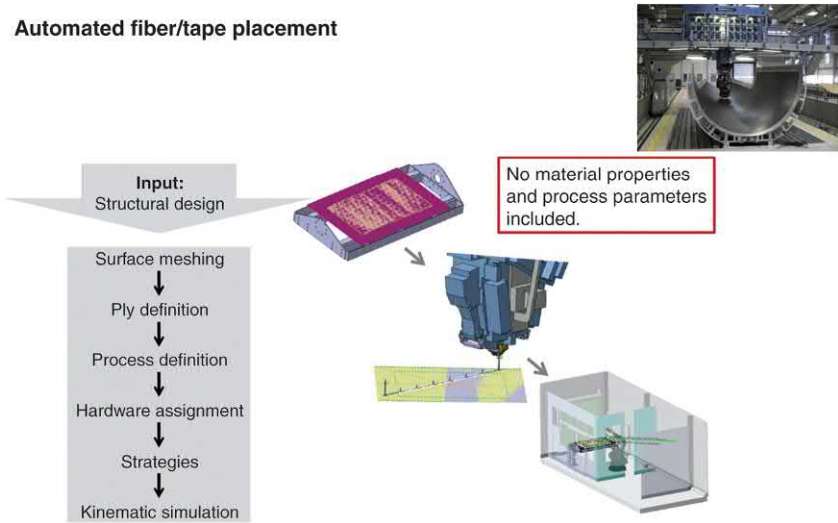 Automated fiber/tape placement
Input:
Structural design
No material properties
and process parameters
included.
Surface meshing
Ply definition
Process definition
Hardware assignment
Strategies
Kinematic simulation